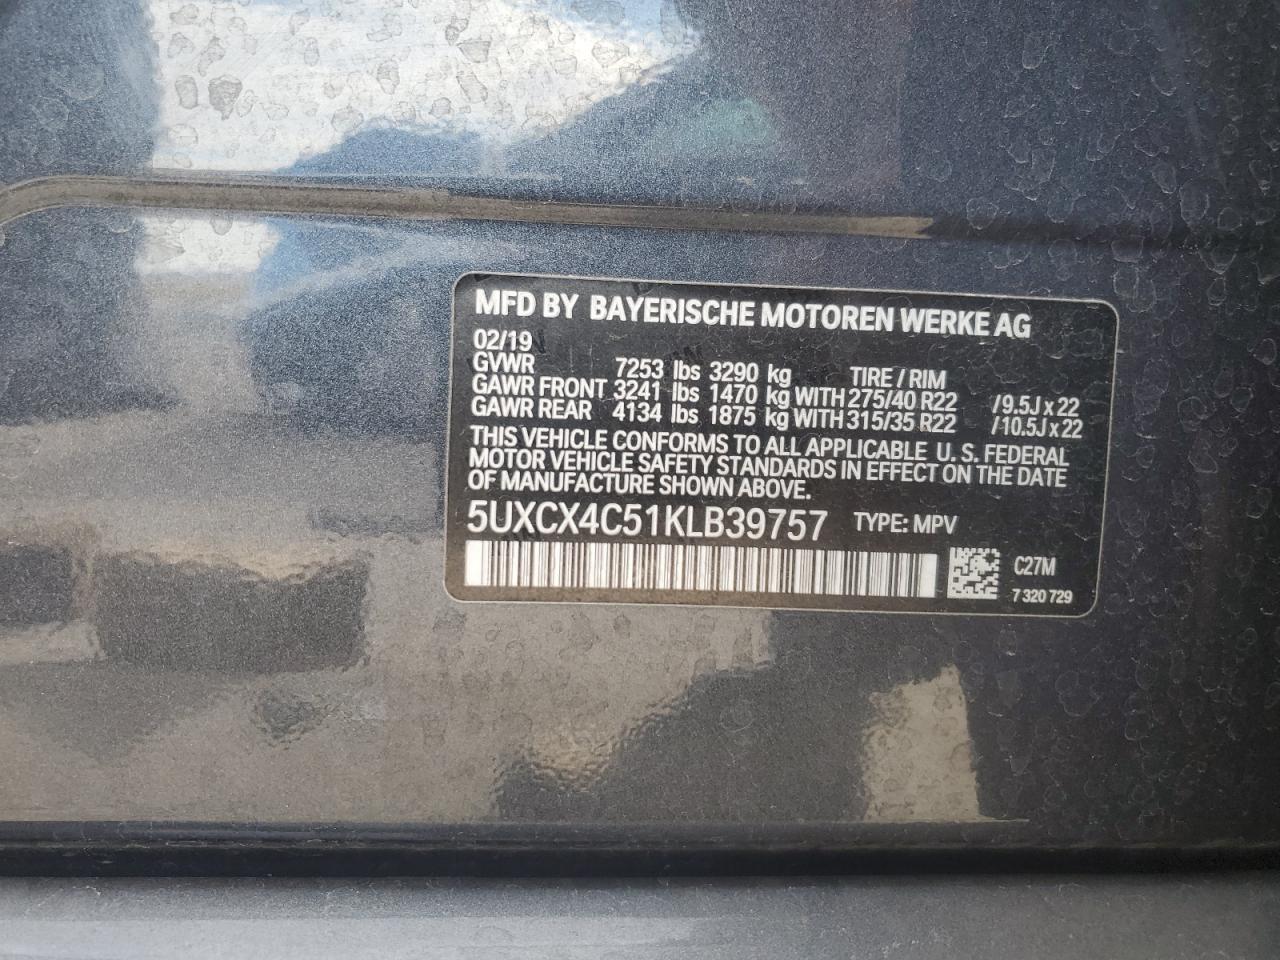 MFD BY BAYERISCHE MOTOREN WERKE AG
02/19
GVWR 7253 lbs 3290 kg TIRE / RIM
GAWR FRONT 3241 lbs 1470 kg WITH 275/40 R22 /9.5J x 22
GAWR REAR 4134 lbs 1875 kg WITH 315/35 R22 /10.5J x 22
THIS VEHICLE CONFORMS TO ALL APPLICABLE U. S. FEDERAL
MOTOR VEHICLE SAFETY STANDARDS IN EFFECT ON THE DATE
OF MANUFACTURE SHOWN ABOVE.
5UXCX4C51KLB39757 TYPE: MPV
C27M
7 320 729